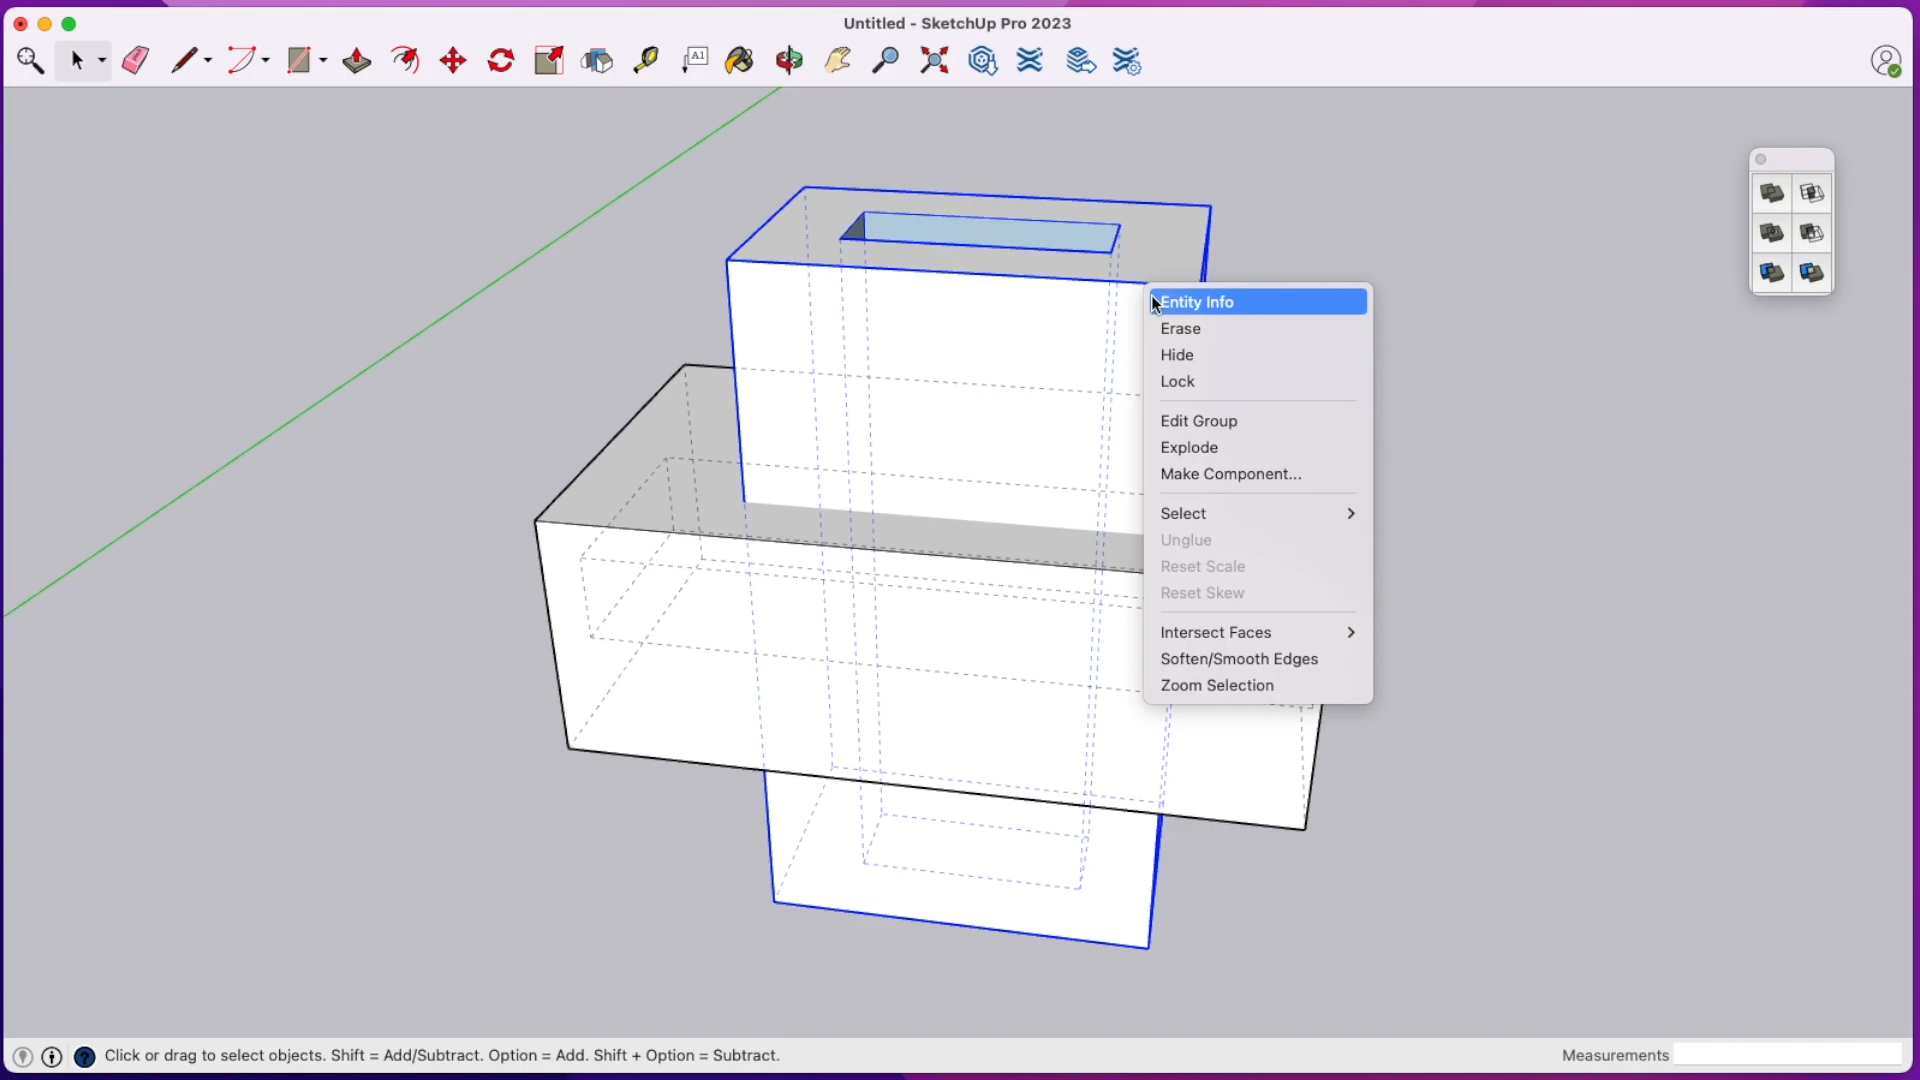 Untitled - SketchUp Pro 2023
A1
Entity Info
Erase
Hide
Lock
Edit Group
Explode
Make Component...
Select
Unglue
Reset Scale
Reset Skew
Intersect Faces
Soften/Smooth Edges
Zoom Selection
Click or drag to select objects. Shift = Add/Subtract. Option = Add. Shift + Option = Subtract.
Measurements